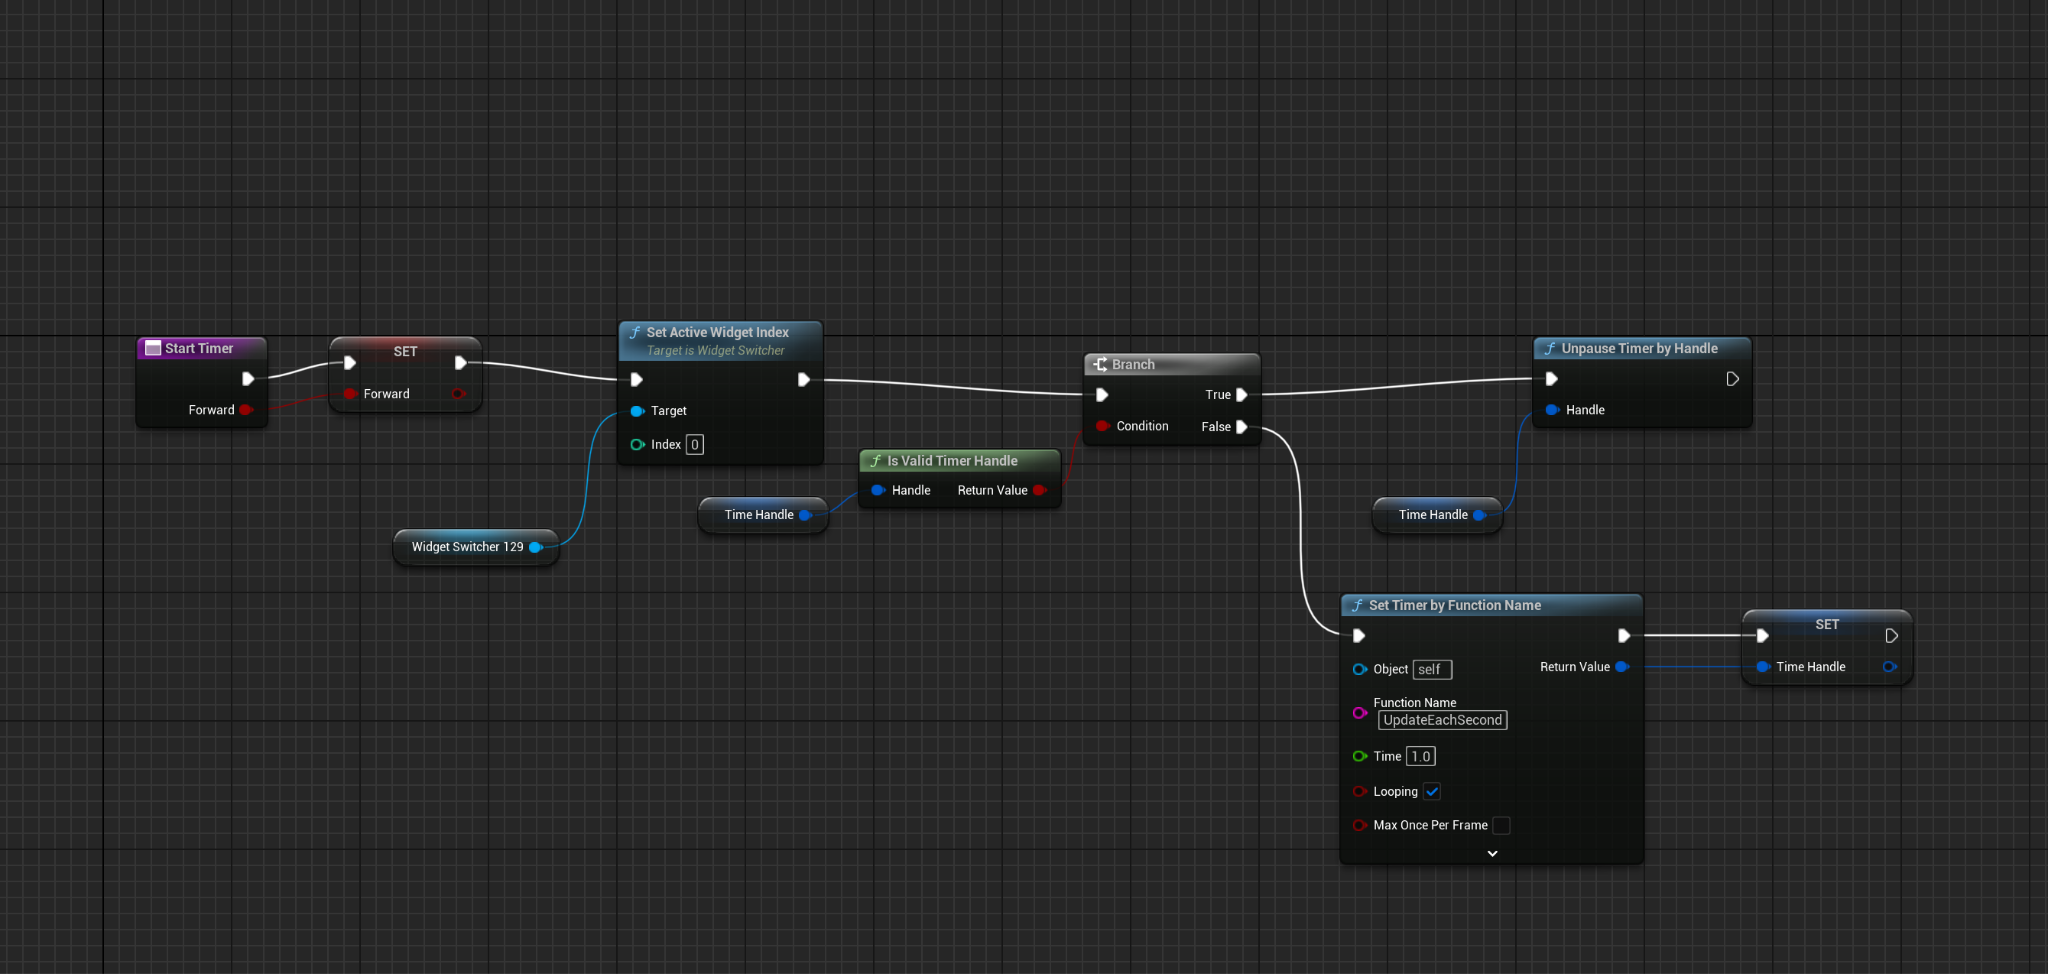 Start Timer
Forward
SET
Forward
Set Active Widget Index
Target is Widget Switcher
Target
Index 0
Widget Switcher 129
Time Handle
Is Valid Timer Handle
Handle Return Value
Branch
True
Condition False
Unpause Timer by Handle
Handle
Time Handle
Set Timer by Function Name
Object self Return Value
Function Name
UpdateEachSecond
Time 1.0
Looping
Max Once Per Frame
SET
Time Handle